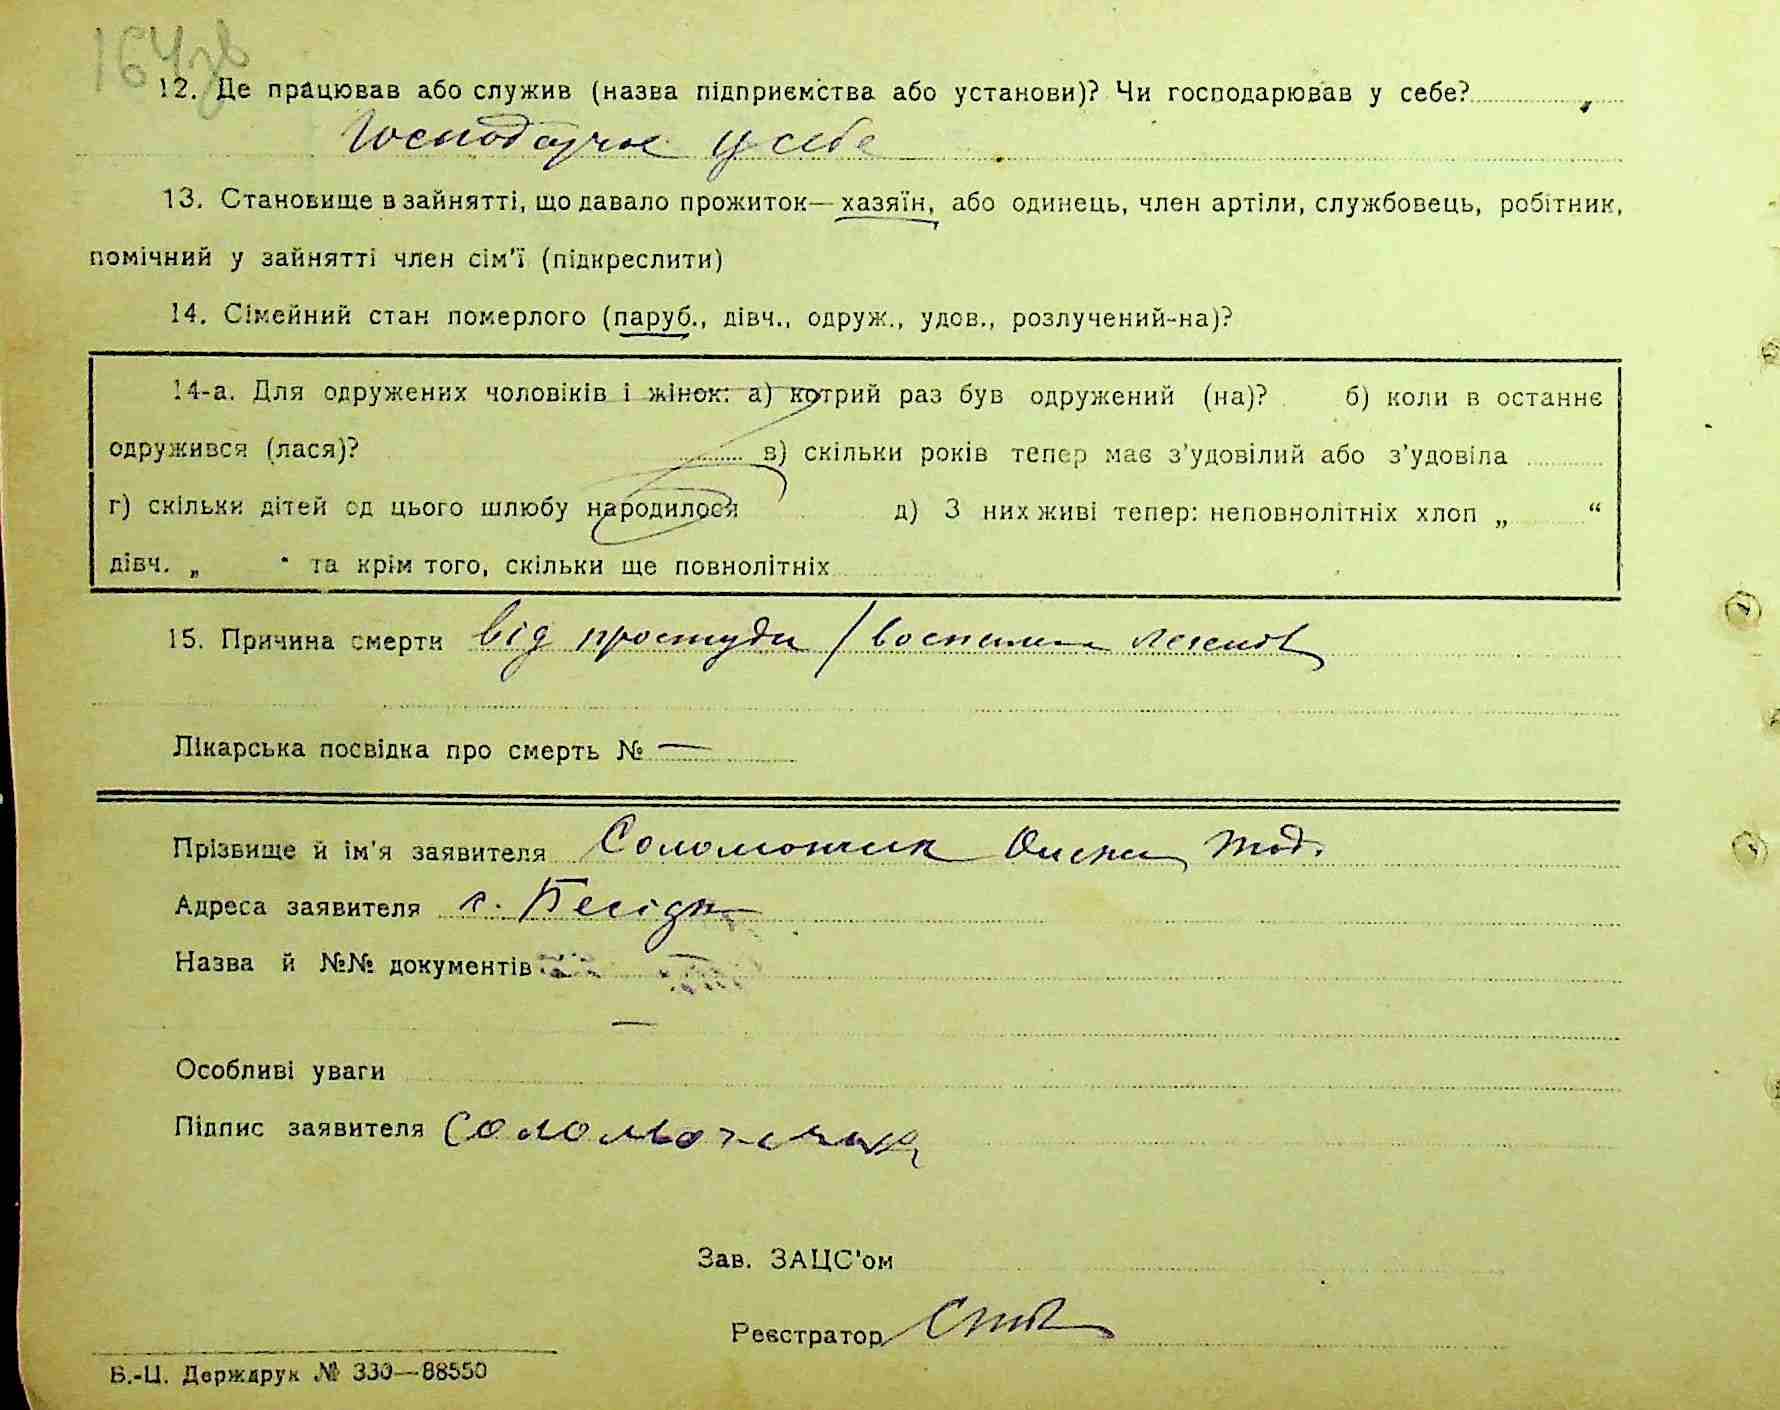 164зв
12. Де працював або служив (назва підприємства або установи)? Чи господарював у себе?
у себе
13. Становище в зайнятті, що давало прожиток—хазяїн, або одинець, член артіли, службовець, робітник,
помічний у зайнятті член сім'ї (підкреслити)
14. Сімейний стан померлого (паруб., дівч., одруж., удов., розлучений-на)?
14-а. Для одружених чоловіків і жінок: а) котрий раз був одружений (на)? б) коли в останнє
одружився (лася)? в) скільки років тепер має з'удовілий або з'удовіла
г) скільки дітей од цього шлюбу народилося д) З них живі тепер: неповнолітніх хлоп „ “
дівч. „ “ та крім того, скільки ще повнолітніх
15. Причина смерти від простуди /
Лікарська посвідка про смерть № —
Прізвище й ім'я заявителя Соломончик
Адреса заявителя с.
Назва й №№ документів
—
Особливі уваги
Підпис заявителя Соломончик
Зав. ЗАЦС'ом
Реєстратор
Б.-Ц. Держдрук № 330—88550